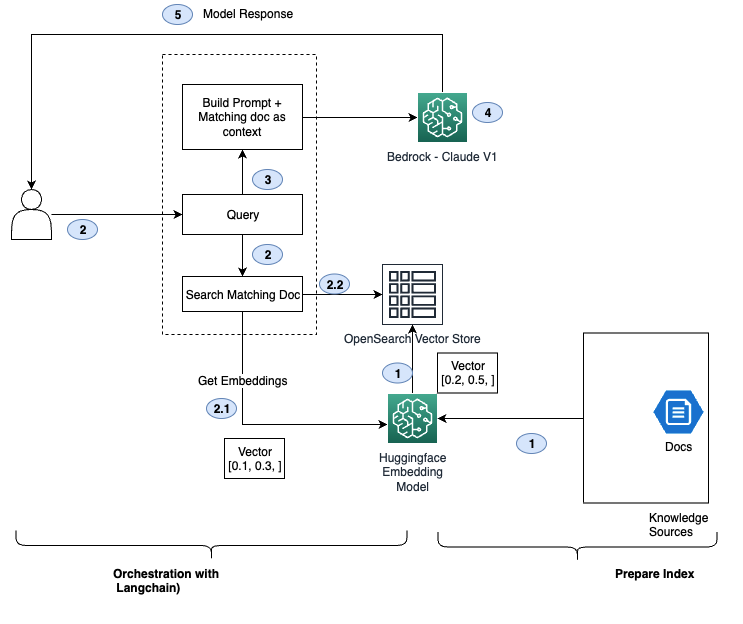 5
Model Response
Build Prompt +
Matching doc as
context
4
Bedrock - Claude V1
3
Query
2
2
Search Matching Doc
2.2
OpenSearch Vector Store
Get Embeddings
1
Vector
[0.2, 0.5, ]
2.1
Vector
[0.1, 0.3, ]
Huggingface
Embedding
Model
1
Docs
Knowledge
Sources
Orchestration with
Langchain)
Prepare Index